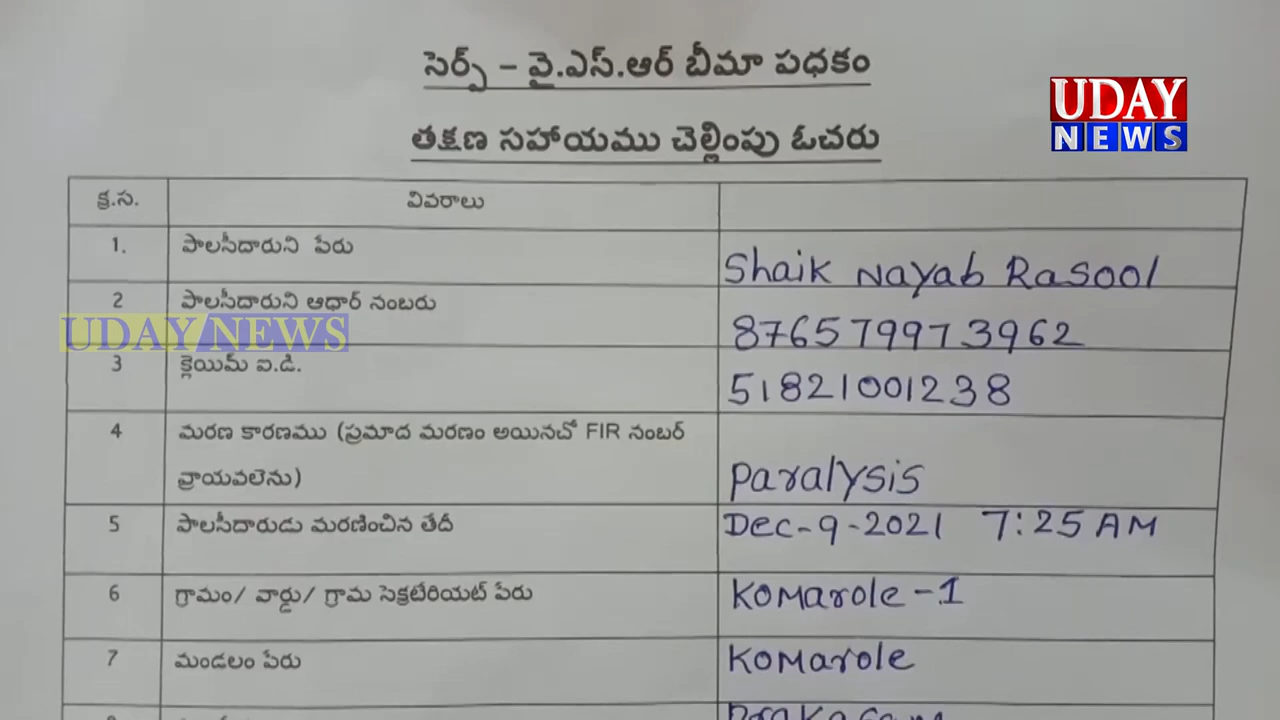 సెర్ప్ – వై.ఎస్.ఆర్ బీమా పధకం
UDAY
NEWS
తక్షణ సహాయము చెల్లింపు ఓచరు
క్ర.స. వివరాలు
1. పాలసీదారుని పేరు Shaik Nayab Rasool
2 పాలసీదారుని ఆధార్ నంబరు 876579973962
UDAY NEWS
3 క్లెయిమ్ ఐ.డి. 51821001238
4 మరణ కారణము (ప్రమాద మరణం అయినచో FIR నంబర్
వ్రాయవలెను) Paralysis
5 పాలసీదారుడు మరణించిన తేదీ Dec-9-2021 7:25 AM
6 గ్రామం/ వార్డు/ గ్రామ సెక్రటేరియట్ పేరు Komarole -1
7 మండలం పేరు Komarole